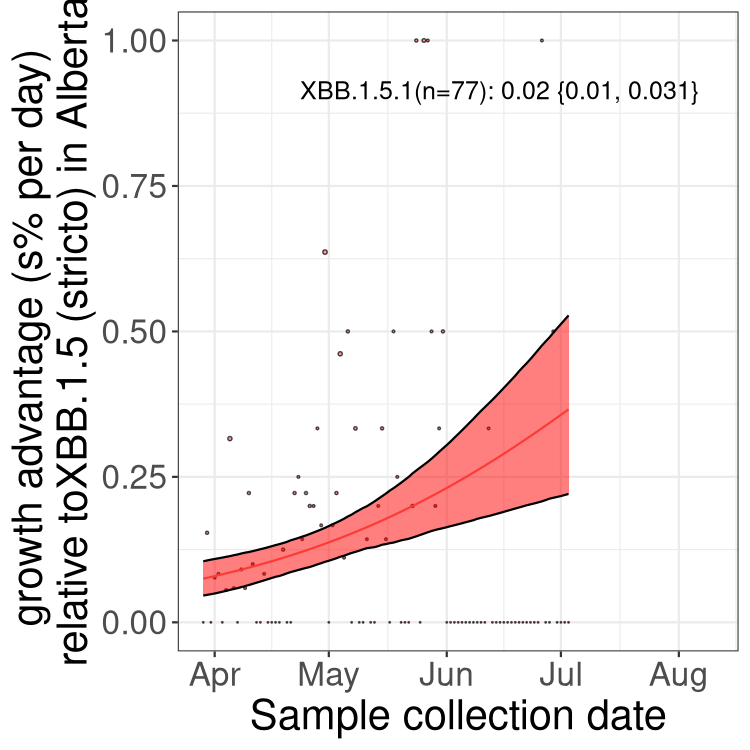 growth advantage (s% per day)
relative toXBB.1.5 (stricto) in Alberta
1.00
0.75
0.50
0.25
0.00
XBB.1.5.1(n=77): 0.02 {0.01, 0.031}
Apr May Jun Jul Aug
Sample collection date